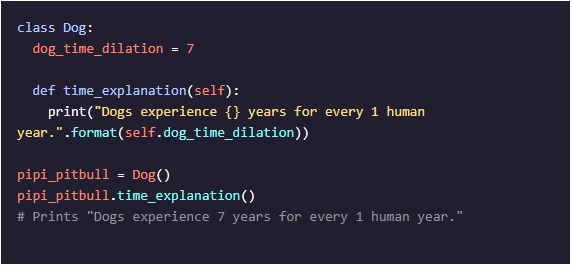 class Dog:
  dog_time_dilation = 7
  def time_explanation(self):
    print("Dogs experience {} years for every 1 human
year.".format(self.dog_time_dilation))
pipi_pitbull = Dog()
pipi_pitbull.time_explanation()
# Prints "Dogs experience 7 years for every 1 human year."